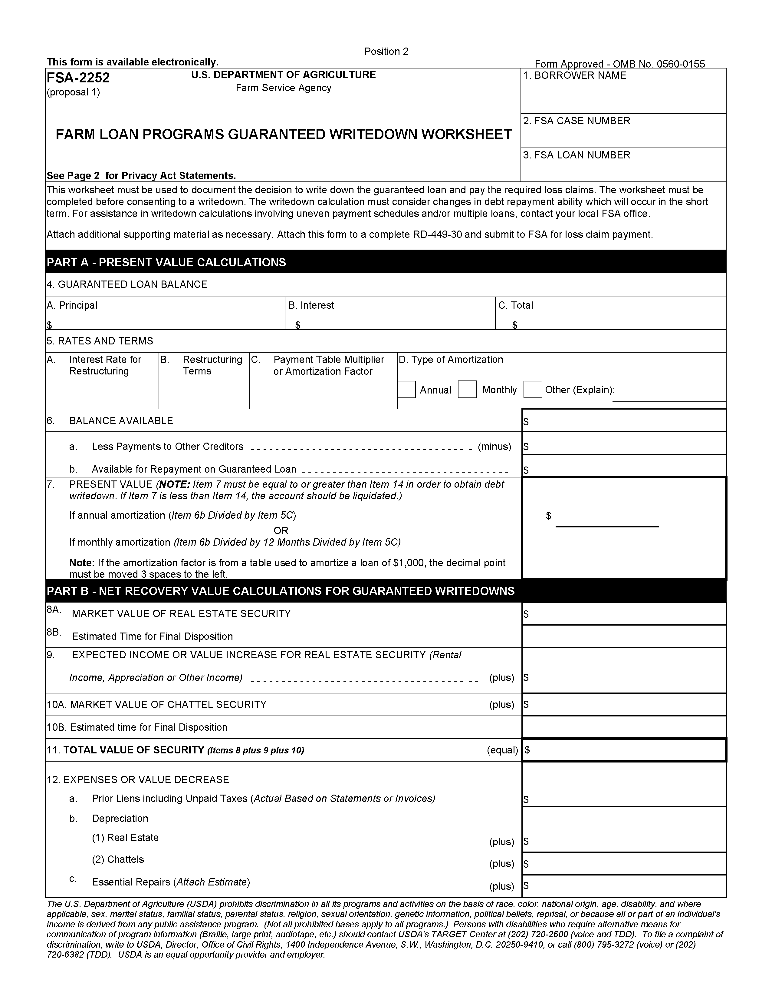 Position 2
This form is available electronically.
Form Approved - OMB No. 0560-0155
FSA-2252
(proposal 1)
U.S. DEPARTMENT OF AGRICULTURE
Farm Service Agency
1. BORROWER NAME
2. FSA CASE NUMBER
FARM LOAN PROGRAMS GUARANTEED WRITEDOWN WORKSHEET
3. FSA LOAN NUMBER
See Page 2 for Privacy Act Statements.
This worksheet must be used to document the decision to write down the guaranteed loan and pay the required loss claims. The worksheet must be
completed before consenting to a writedown. The writedown calculation must consider changes in debt repayment ability which will occur in the short
term. For assistance in writedown calculations involving uneven payment schedules and/or multiple loans, contact your local FSA office.
Attach additional supporting material as necessary. Attach this form to a complete RD-449-30 and submit to FSA for loss claim payment.
PART A - PRESENT VALUE CALCULATIONS
4. GUARANTEED LOAN BALANCE
A. Principal
$
B. Interest
$
C. Total
$
5. RATES AND TERMS
A. Interest Rate for
Restructuring
B. Restructuring
Terms
C. Payment Table Multiplier
or Amortization Factor
D. Type of Amortization
Annual Monthly Other (Explain):
6. BALANCE AVAILABLE $
a. Less Payments to Other Creditors (minus) $
b. Available for Repayment on Guaranteed Loan $
7. PRESENT VALUE (NOTE: Item 7 must be equal to or greater than Item 14 in order to obtain debt
writedown. If Item 7 is less than Item 14, the account should be liquidated.)
If annual amortization (Item 6b Divided by Item 5C) $
OR
If monthly amortization (Item 6b Divided by 12 Months Divided by Item 5C)
Note: If the amortization factor is from a table used to amortize a loan of $1,000, the decimal point
must be moved 3 spaces to the left.
PART B - NET RECOVERY VALUE CALCULATIONS FOR GUARANTEED WRITEDOWNS
8A. MARKET VALUE OF REAL ESTATE SECURITY $
8B. Estimated Time for Final Disposition
9. EXPECTED INCOME OR VALUE INCREASE FOR REAL ESTATE SECURITY (Rental
Income, Appreciation or Other Income) (plus) $
10A. MARKET VALUE OF CHATTEL SECURITY (plus) $
10B. Estimated time for Final Disposition
11. TOTAL VALUE OF SECURITY (Items 8 plus 9 plus 10) (equal) $
12. EXPENSES OR VALUE DECREASE
a. Prior Liens including Unpaid Taxes (Actual Based on Statements or Invoices) $
b. Depreciation
(1) Real Estate (plus) $
(2) Chattels (plus) $
c. Essential Repairs (Attach Estimate) (plus) $
The U.S. Department of Agriculture (USDA) prohibits discrimination in all its programs and activities on the basis of race, color, national origin, age, disability, and where
applicable, sex, marital status, familial status, parental status, religion, sexual orientation, genetic information, political beliefs, reprisal, or because all or part of an individual's
income is derived from any public assistance program. (Not all prohibited bases apply to all programs.) Persons with disabilities who require alternative means for
communication of program information (Braille, large print, audiotape, etc.) should contact USDA's TARGET Center at (202) 720-2600 (voice and TDD). To file a complaint of
discrimination, write to USDA, Director, Office of Civil Rights, 1400 Independence Avenue, S.W., Washington, D.C. 20250-9410, or call (800) 795-3272 (voice) or (202)
720-6382 (TDD). USDA is an equal opportunity provider and employer.